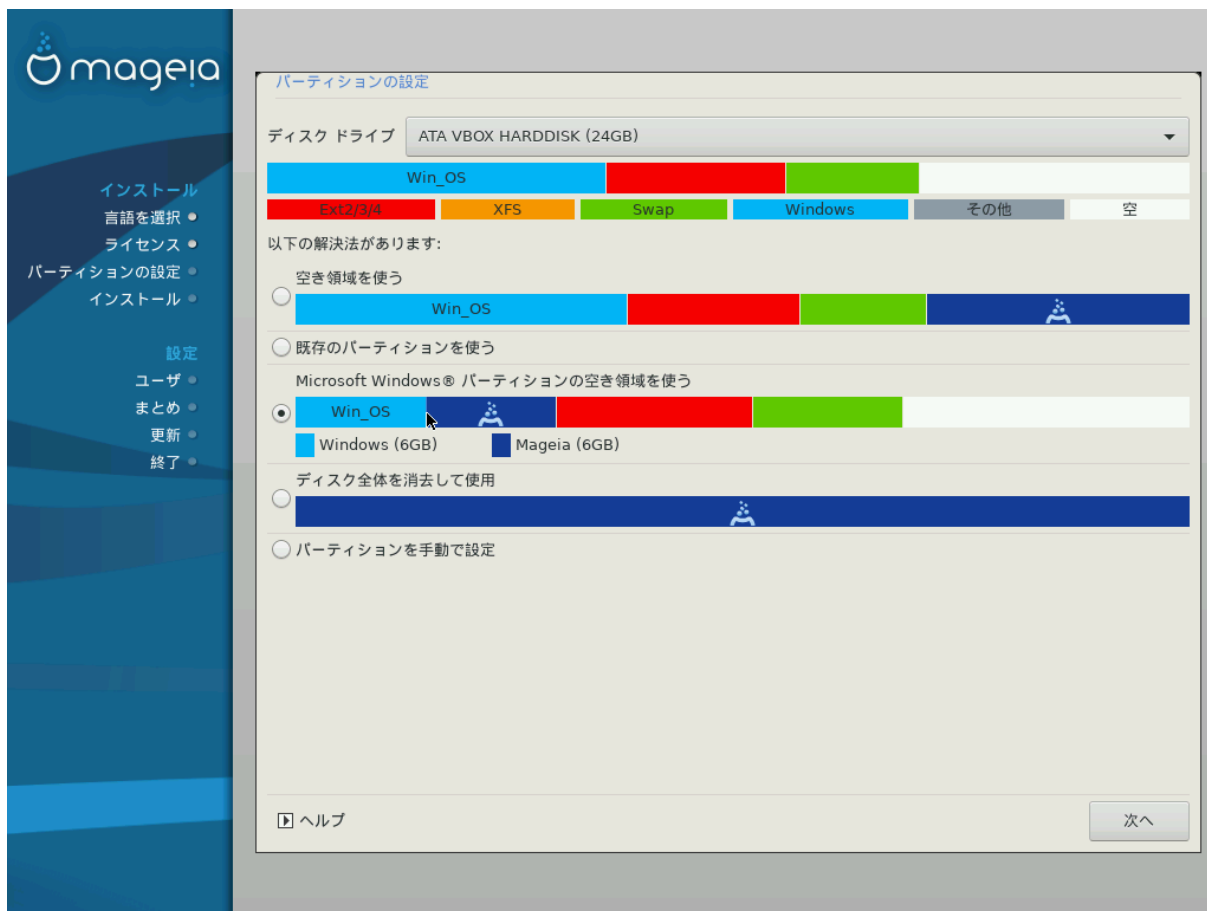 mageia
インストール
言語を選択
ライセンス
パーティションの設定
インストール
設定
ユーザ
まとめ
更新
終了
パーティションの設定
ディスク ドライブ ATA VBOX HARDDISK (24GB)
Win_OS
Ext2/3/4 XFS Swap Windows その他 空
以下の解決法があります:
空き領域を使う
Win_OS
既存のパーティションを使う
Microsoft Windows® パーティションの空き領域を使う
Win_OS
Windows (6GB) Mageia (6GB)
ディスク全体を消去して使用
パーティションを手動で設定
ヘルプ 次へ